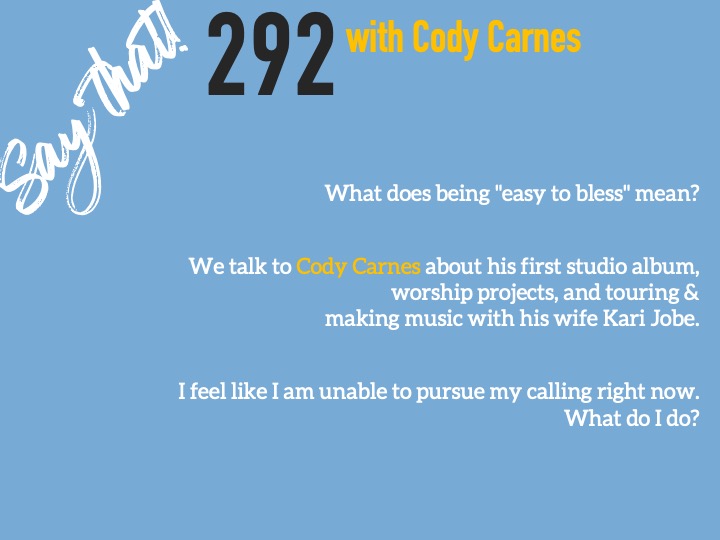 Say that!
292
with Cody Carnes
What does being "easy to bless" mean?
We talk to Cody Carnes about his first studio album,
worship projects, and touring &
making music with his wife Kari Jobe.
I feel like I am unable to pursue my calling right now.
What do I do?